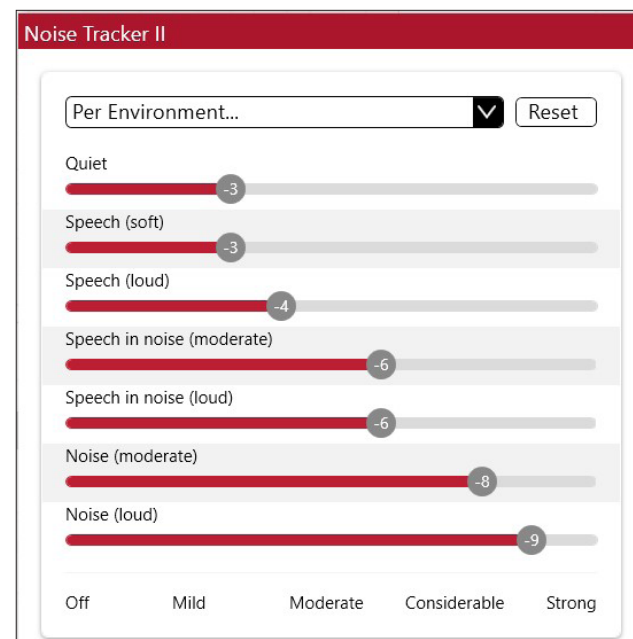 Noise Tracker II
Per Environment... Reset
Quiet
-3
Speech (soft)
-3
Speech (loud)
-4
Speech in noise (moderate)
-6
Speech in noise (loud)
-6
Noise (moderate)
-8
Noise (loud)
-9
Off Mild Moderate Considerable Strong